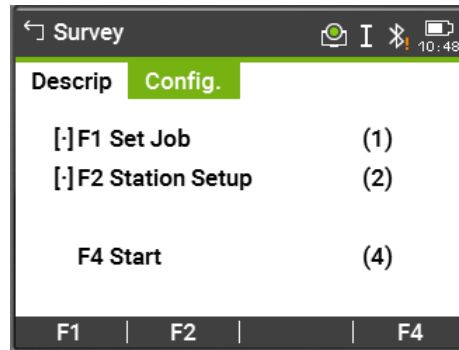 Survey I 10:48
Descrip Config.
[·] F1 Set Job (1)
[·] F2 Station Setup (2)
F4 Start (4)
F1 F2 F4